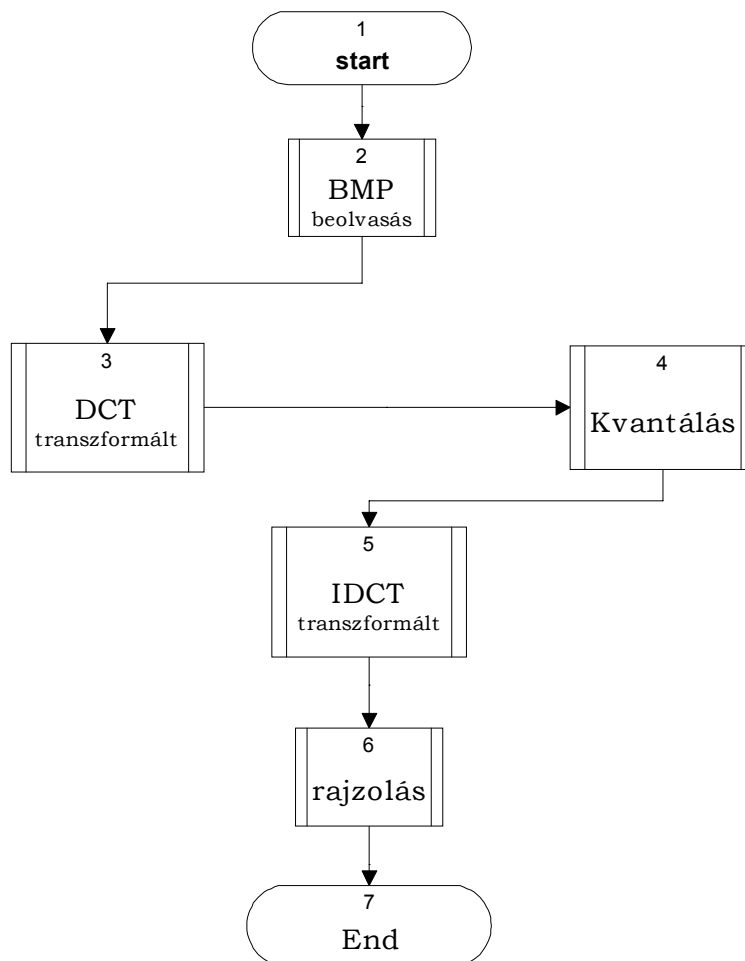 1
start
2
BMP
beolvasás
3
DCT
transzformált
4
Kvantálás
5
IDCT
transzformált
6
rajzolás
7
End